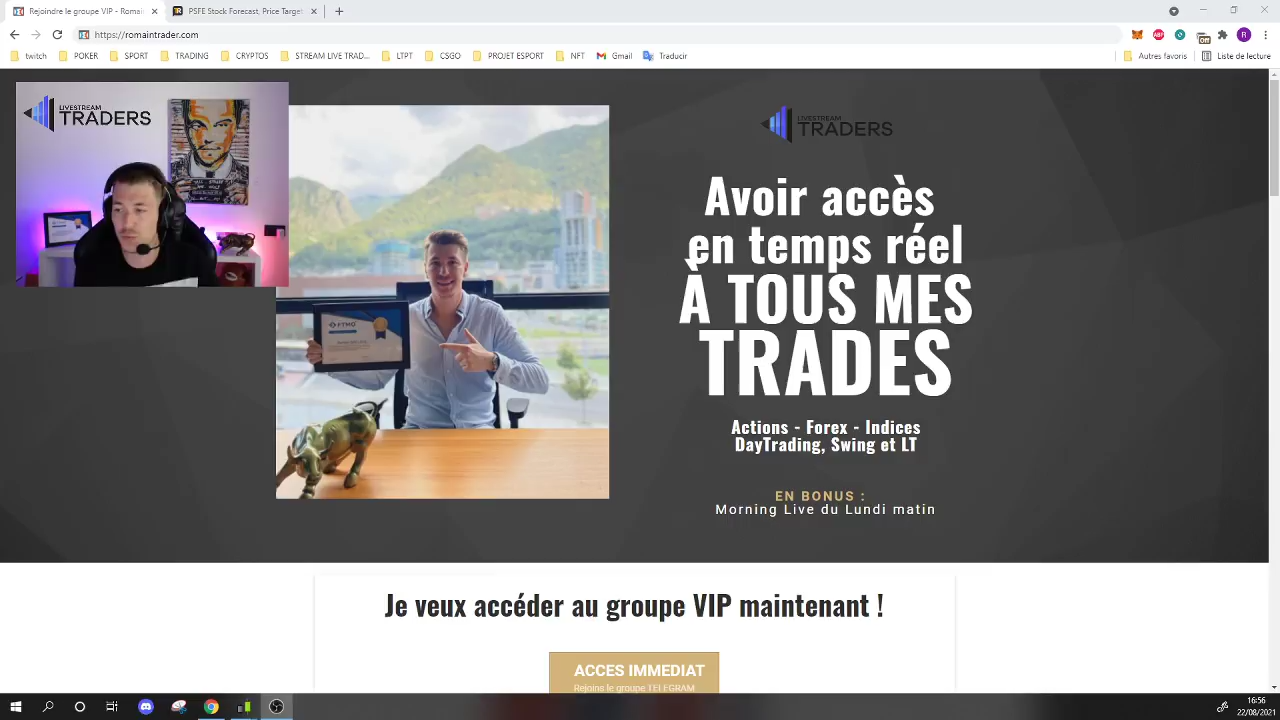 Rejoindre le groupe VIP - Romai
PSFE Stock Forecast, Price Target
https://romaintrader.com
twitch
POKER
SPORT
TRADING
CRYPTOS
STREAM LIVE TRAD...
LTPT
CSGO
PROJET ESPORT
NFT
Gmail
Traducir
Autres favoris
Liste de lecture
LIVESTREAM
TRADERS
FTMO
LIVESTREAM
TRADERS
Avoir accès
en temps réel
À TOUS MES
TRADES
Actions - Forex - Indices
DayTrading, Swing et LT
EN BONUS :
Morning Live du Lundi matin
Je veux accéder au groupe VIP maintenant !
ACCES IMMEDIAT
Rejoins le groupe TELEGRAM
16:56
22/08/2021